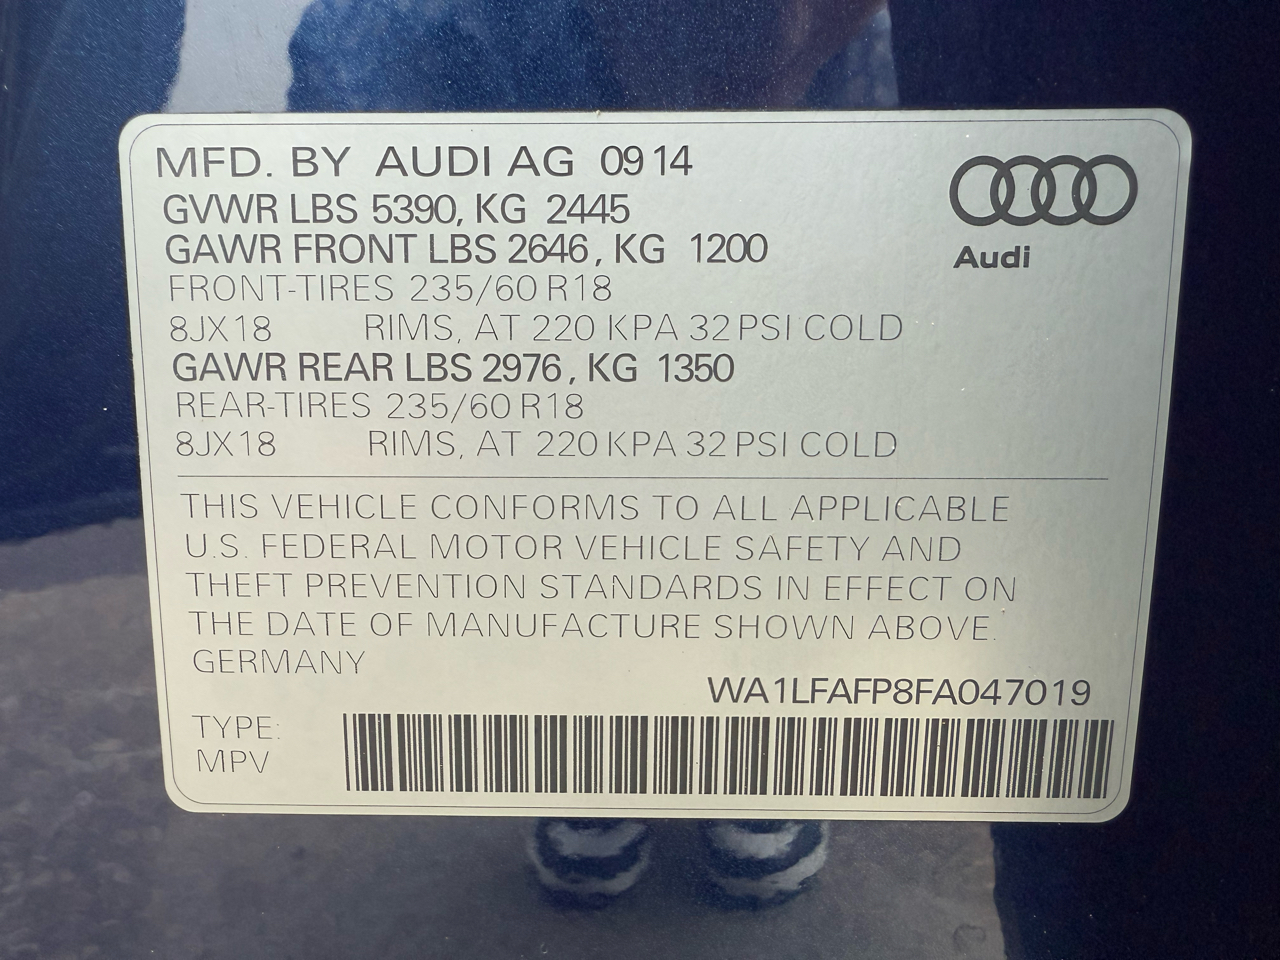 MFD. BY AUDI AG 09 14
GVWR LBS 5390, KG 2445
GAWR FRONT LBS 2646, KG 1200
FRONT-TIRES 235/60 R18
8JX18 RIMS, AT 220 KPA 32 PSI COLD
GAWR REAR LBS 2976, KG 1350
REAR-TIRES 235/60 R18
8JX18 RIMS, AT 220 KPA 32 PSI COLD
Audi
THIS VEHICLE CONFORMS TO ALL APPLICABLE
U.S. FEDERAL MOTOR VEHICLE SAFETY AND
THEFT PREVENTION STANDARDS IN EFFECT ON
THE DATE OF MANUFACTURE SHOWN ABOVE.
GERMANY
WA1LFAFP8FA047019
TYPE:
MPV